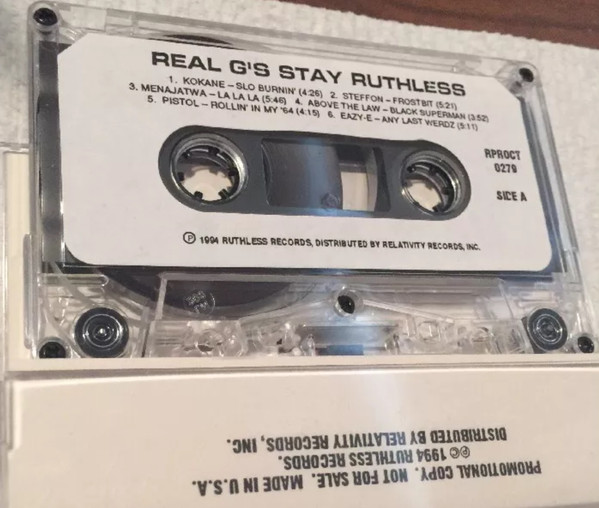 REAL G'S STAY RUTHLESS
1. KOKANE – SLO BURNIN' (4:26) 2. STEFFON – FROSTBIT (5:21)
3. MENAJATWA – LA LA LA (5:46) 4. ABOVE THE LAW – BLACK SUPERMAN (3:52)
5. PISTOL – ROLLIN' IN MY '64 (4:15) 6. EAZY-E – ANY LAST WERDZ (5:11)
RPROCT
0279
SIDE A
℗ 1994 RUTHLESS RECORDS, DISTRIBUTED BY RELATIVITY RECORDS, INC.
PROMOTIONAL COPY. NOT FOR SALE. MADE IN U.S.A.
℗© 1994 RUTHLESS RECORDS.
DISTRIBUTED BY RELATIVITY RECORDS, INC.